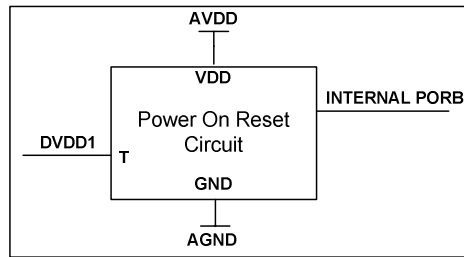 AVDD
VDD
INTERNAL PORB
Power On Reset
Circuit
DVDD1
T
GND
AGND